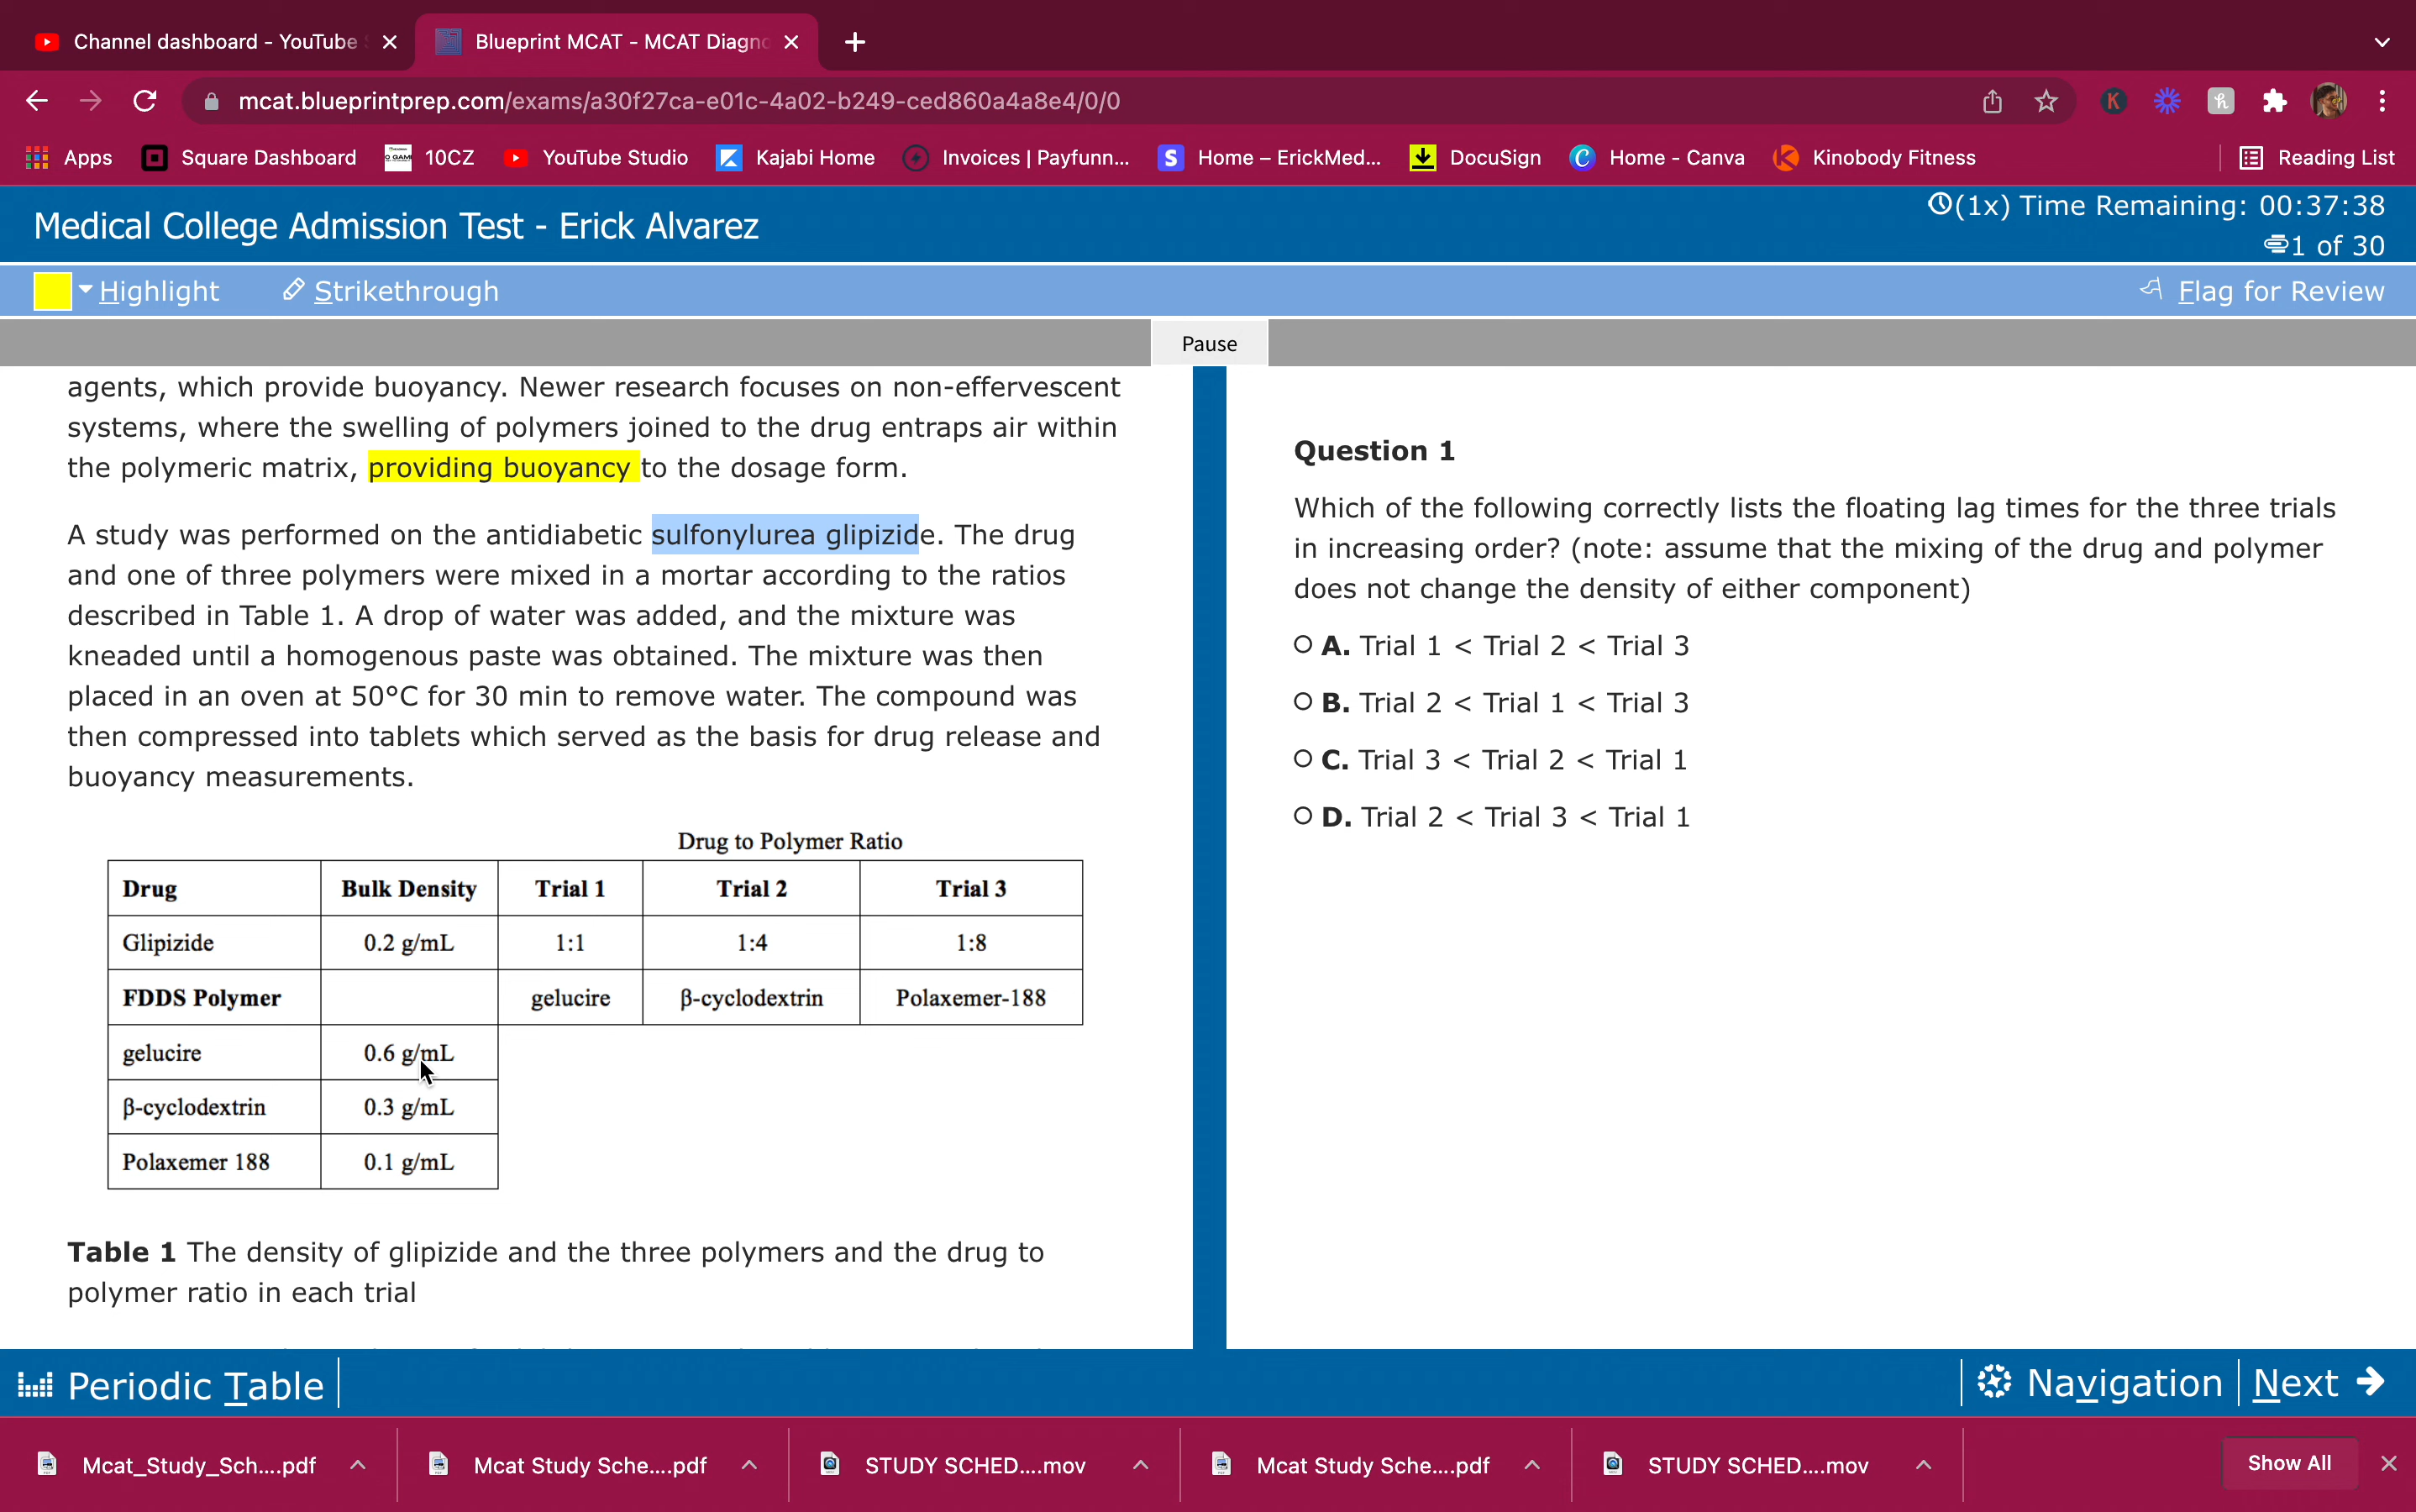 Channel dashboard - YouTube
Blueprint MCAT - MCAT Diagno
mcat.blueprintprep.com/exams/a30f27ca-e01c-4a02-b249-ced860a4a8e4/0/0
Apps
Square Dashboard
10CZ
YouTube Studio
Kajabi Home
Invoices | Payfunn...
Home – ErickMed...
DocuSign
Home - Canva
Kinobody Fitness
Reading List
Medical College Admission Test - Erick Alvarez
(1x) Time Remaining: 00:37:38
1 of 30
Highlight
Strikethrough
Flag for Review
Pause
agents, which provide buoyancy. Newer research focuses on non-effervescent
systems, where the swelling of polymers joined to the drug entraps air within
the polymeric matrix, providing buoyancy to the dosage form.
A study was performed on the antidiabetic sulfonylurea glipizide. The drug
and one of three polymers were mixed in a mortar according to the ratios
described in Table 1. A drop of water was added, and the mixture was
kneaded until a homogenous paste was obtained. The mixture was then
placed in an oven at 50°C for 30 min to remove water. The compound was
then compressed into tablets which served as the basis for drug release and
buoyancy measurements.
Drug to Polymer Ratio
Drug Bulk Density Trial 1 Trial 2 Trial 3
Glipizide 0.2 g/mL 1:1 1:4 1:8
FDDS Polymer gelucire β-cyclodextrin Polaxemer-188
gelucire 0.6 g/mL
β-cyclodextrin 0.3 g/mL
Polaxemer 188 0.1 g/mL
Table 1 The density of glipizide and the three polymers and the drug to
polymer ratio in each trial
Question 1
Which of the following correctly lists the floating lag times for the three trials
in increasing order? (note: assume that the mixing of the drug and polymer
does not change the density of either component)
A. Trial 1 < Trial 2 < Trial 3
B. Trial 2 < Trial 1 < Trial 3
C. Trial 3 < Trial 2 < Trial 1
D. Trial 2 < Trial 3 < Trial 1
Periodic Table
Navigation
Next
Mcat_Study_Sch....pdf
Mcat Study Sche....pdf
STUDY SCHED....mov
Mcat Study Sche....pdf
STUDY SCHED....mov
Show All